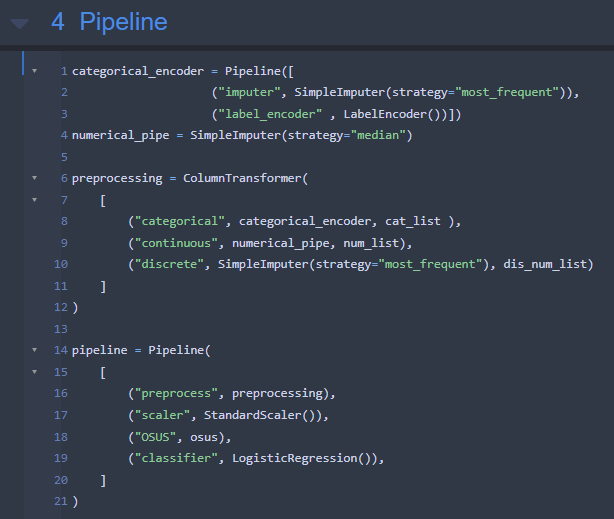 4 Pipeline
1 categorical_encoder = Pipeline([
2                     ("imputer", SimpleImputer(strategy="most_frequent")),
3                     ("label_encoder" , LabelEncoder())])
4 numerical_pipe = SimpleImputer(strategy="median")
5
6 preprocessing = ColumnTransformer(
7     [
8         ("categorical", categorical_encoder, cat_list ),
9         ("continuous", numerical_pipe, num_list),
10         ("discrete", SimpleImputer(strategy="most_frequent"), dis_num_list)
11     ]
12 )
13
14 pipeline = Pipeline(
15     [
16         ("preprocess", preprocessing),
17         ("scaler", StandardScaler()),
18         ("OSUS", osus),
19         ("classifier", LogisticRegression()),
20     ]
21 )